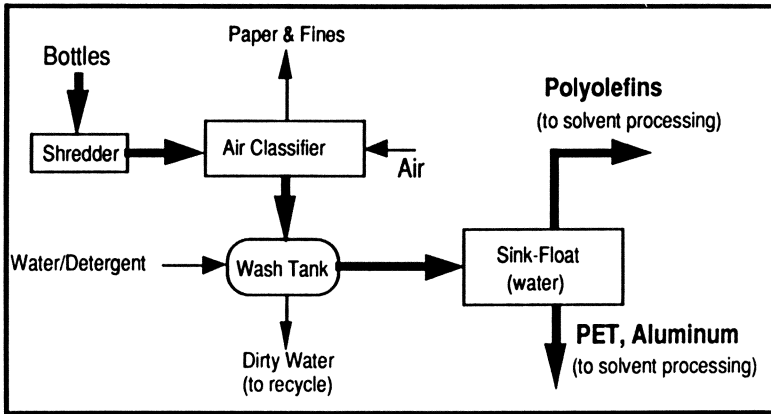 Paper & Fines
Bottles
Polyolefins
(to solvent processing)
Shredder
Air Classifier
Air
Water/Detergent
Wash Tank
Sink-Float
(water)
PET, Aluminum
(to solvent processing)
Dirty Water
(to recycle)